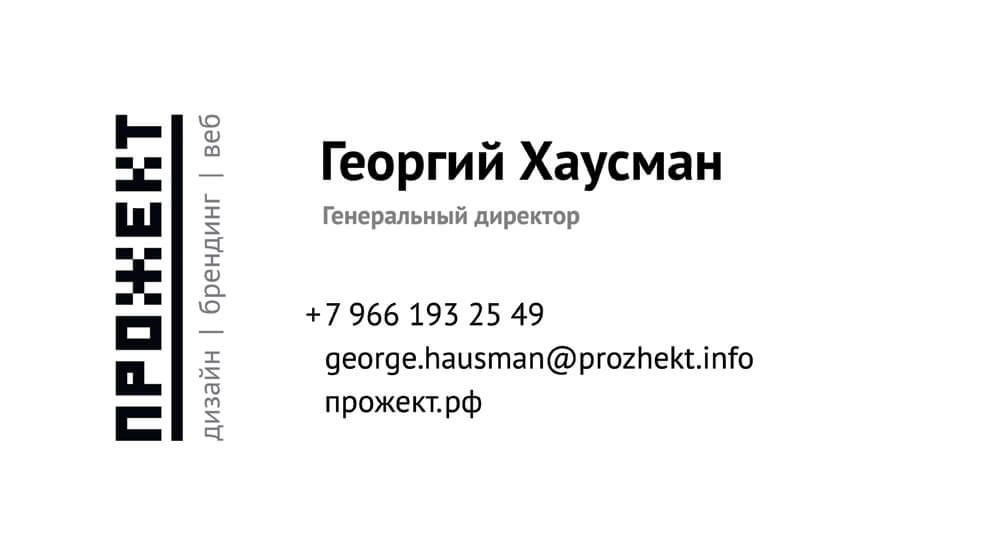 ПРОЖЕКТ
дизайн | брендинг | веб
Георгий Хаусман
Генеральный директор
+7 966 193 25 49
george.hausman@prozhekt.info
прожект.рф